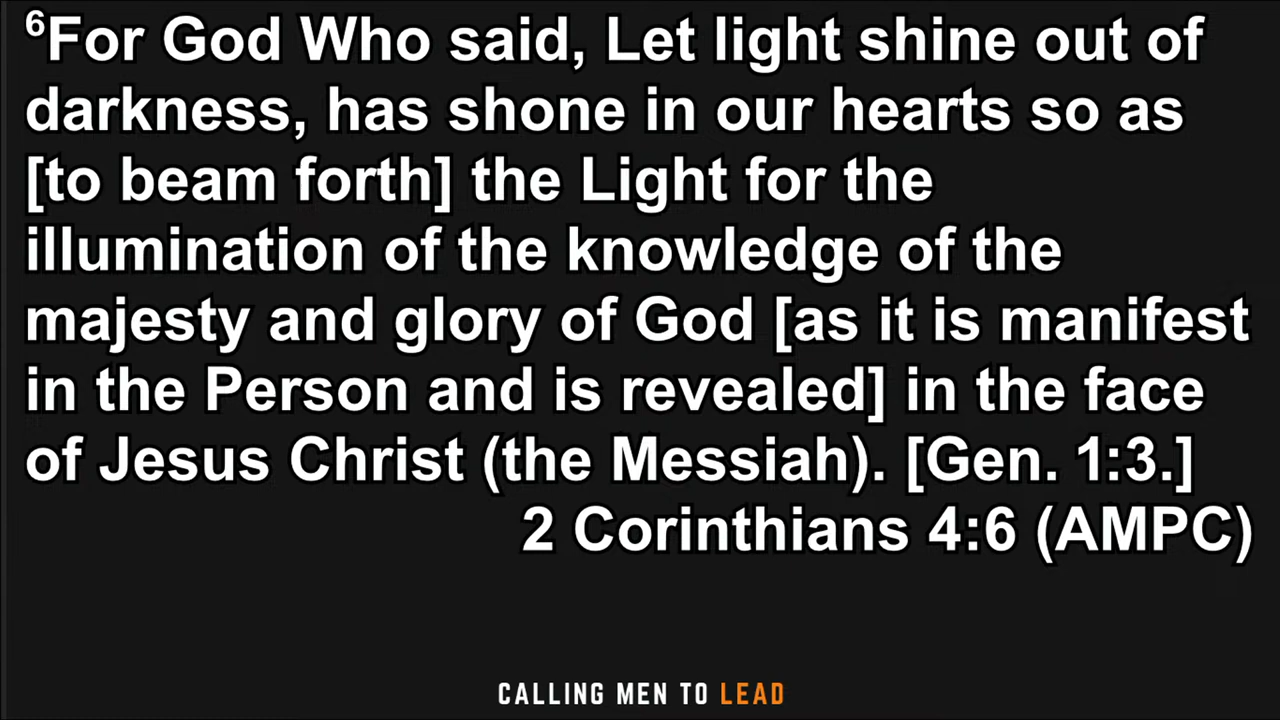 ⁶For God Who said, Let light shine out of
darkness, has shone in our hearts so as
[to beam forth] the Light for the
illumination of the knowledge of the
majesty and glory of God [as it is manifest
in the Person and is revealed] in the face
of Jesus Christ (the Messiah). [Gen. 1:3.]
2 Corinthians 4:6 (AMPC)
CALLING MEN TO LEAD